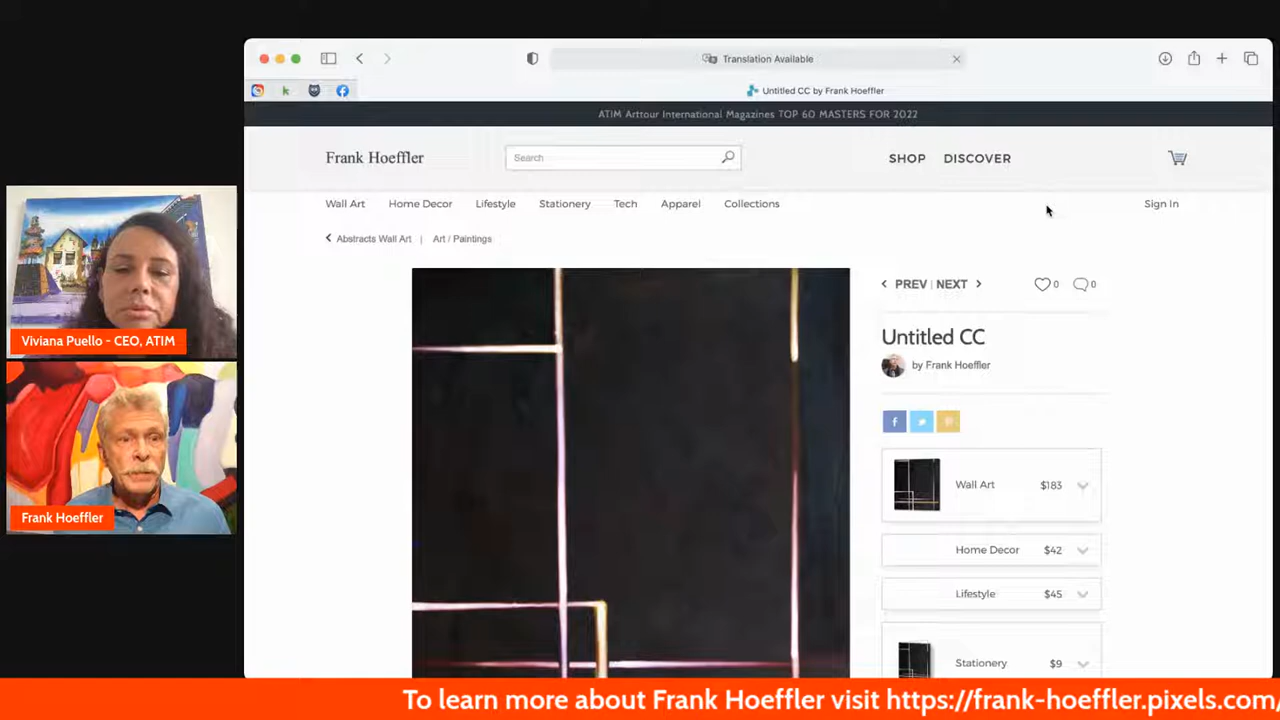 Translation Available
Untitled CC by Frank Hoeffler
ATIM Arttour International Magazines TOP 60 MASTERS FOR 2022
Frank Hoeffler
Search
SHOP DISCOVER
Wall Art Home Decor Lifestyle Stationery Tech Apparel Collections Sign In
Abstracts Wall Art | Art / Paintings
PREV | NEXT 0 0
Untitled CC
by Frank Hoeffler
Wall Art $183
Home Decor $42
Lifestyle $45
Stationery $9
Viviana Puello - CEO, ATIM
Frank Hoeffler
To learn more about Frank Hoeffler visit https://frank-hoeffler.pixels.com/